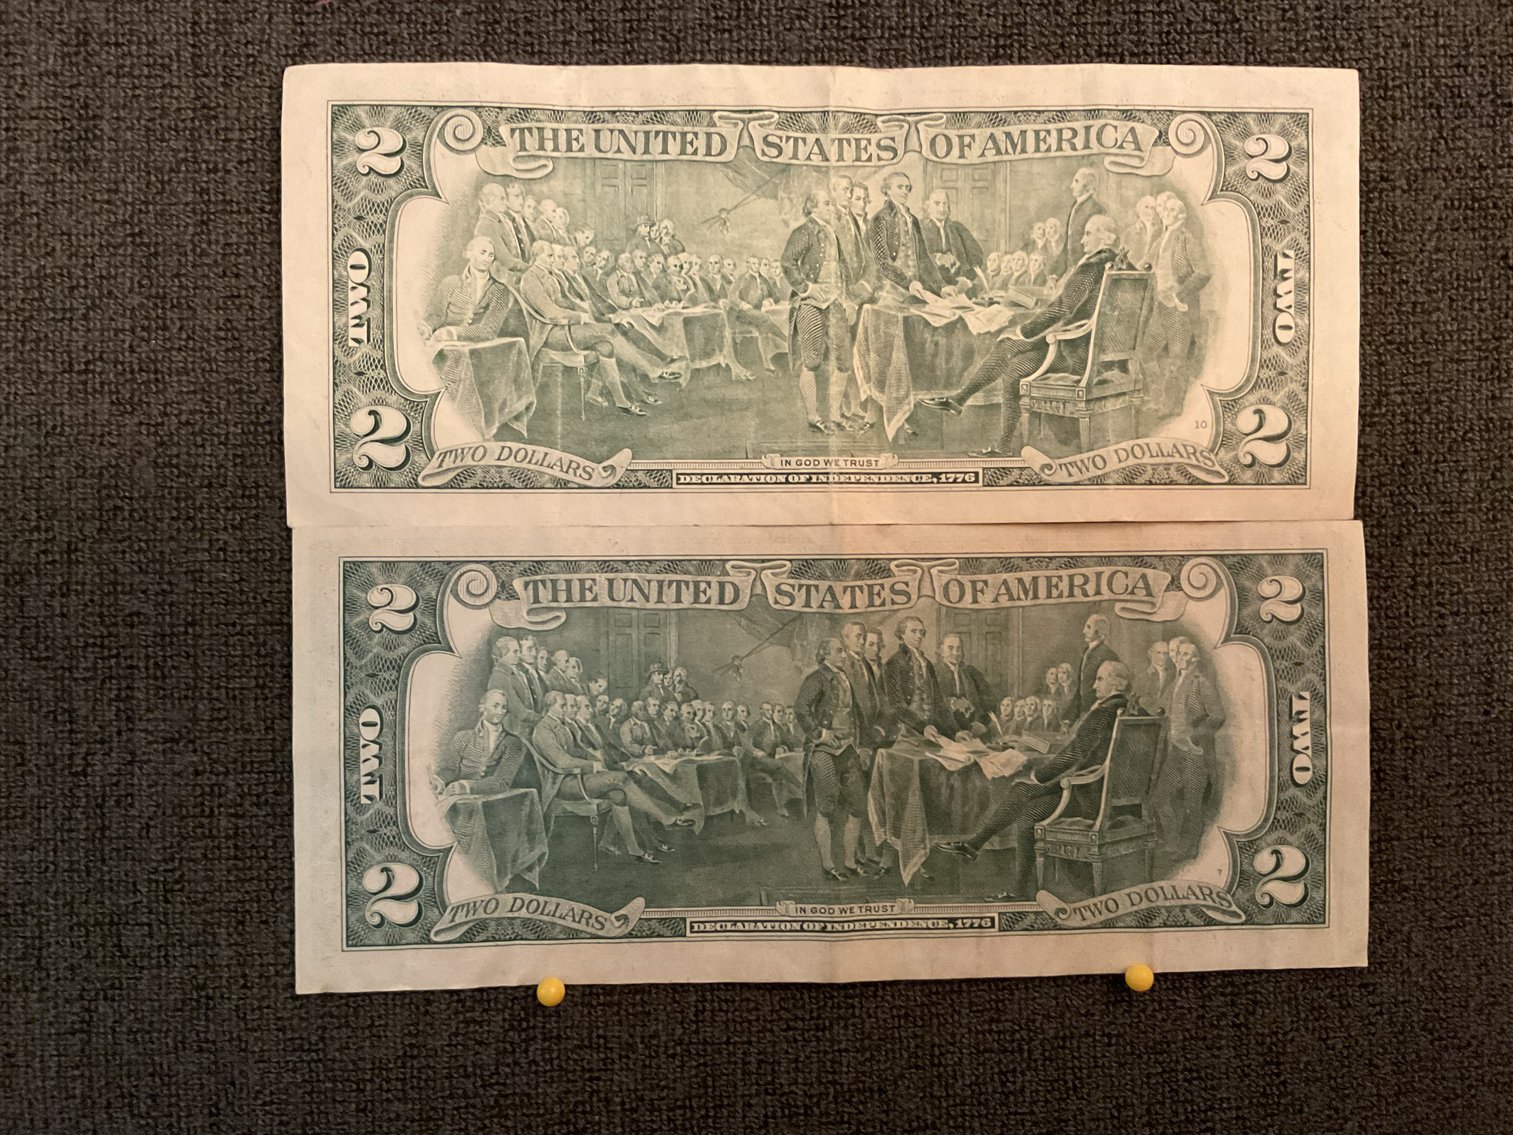 2 THE UNITED STATES OF AMERICA 2
TWO TWO
10
2 TWO DOLLARS IN GOD WE TRUST TWO DOLLARS 2
DECLARATION OF INDEPENDENCE, 1776
2 THE UNITED STATES OF AMERICA 2
TWO TWO
7
2 TWO DOLLARS IN GOD WE TRUST TWO DOLLARS 2
DECLARATION OF INDEPENDENCE, 1776